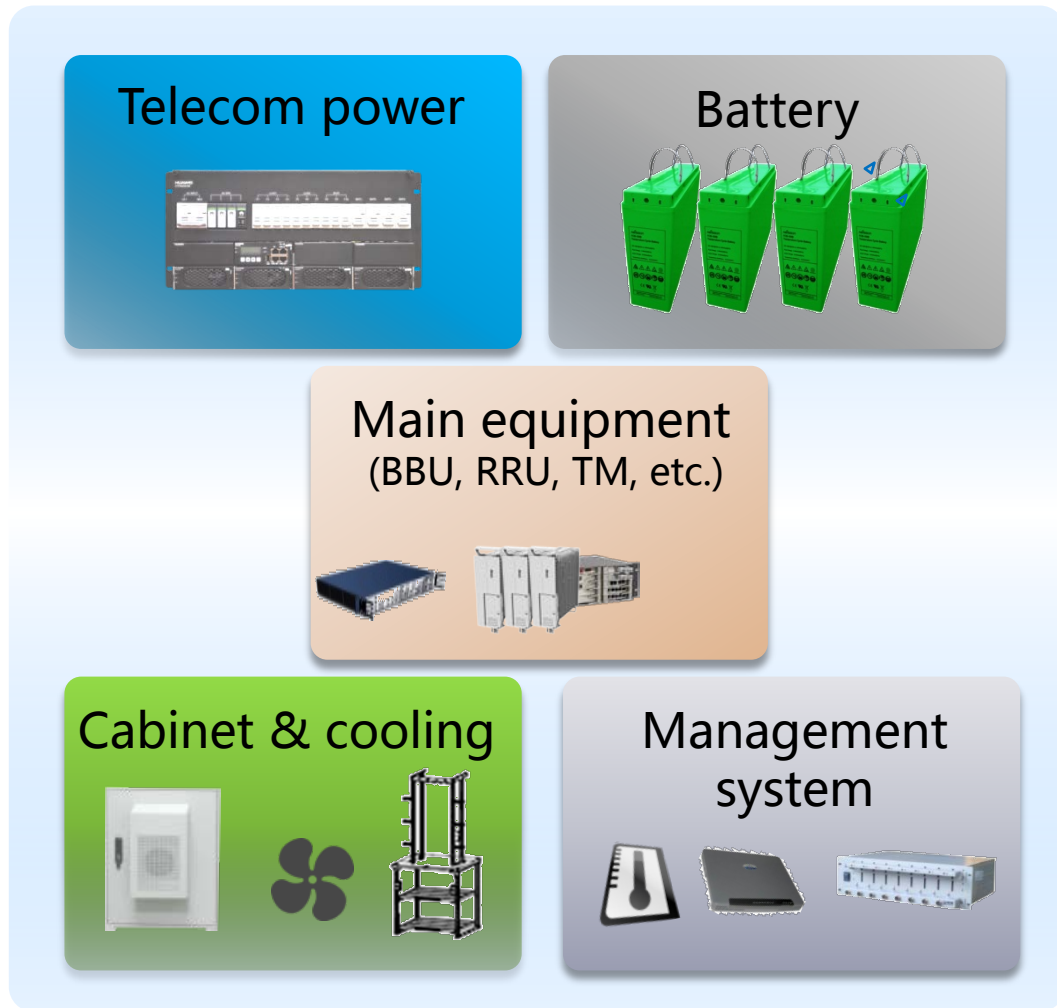 Telecom power
Battery
Main equipment
(BBU, RRU, TM, etc.)
Cabinet & cooling
Management
system